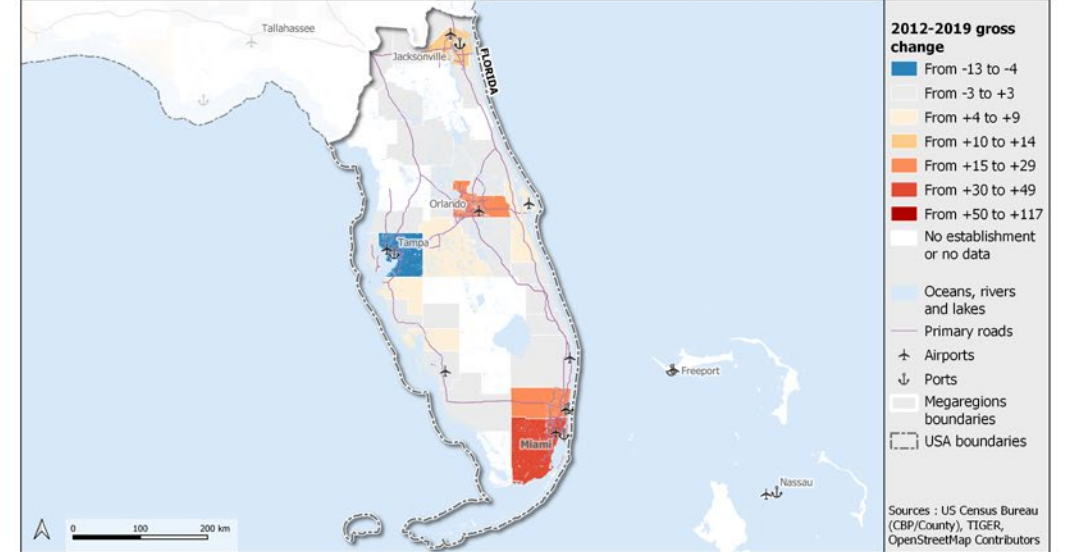 Tallahassee
Jacksonville
FLORIDA
Orlando
Tampa
Miami
Freeport
Nassau
0 100 200 km
2012-2019 gross
change
From -13 to -4
From -3 to +3
From +4 to +9
From +10 to +14
From +15 to +29
From +30 to +49
From +50 to +117
No establishment
or no data
Oceans, rivers
and lakes
Primary roads
Airports
Ports
Megaregions
boundaries
USA boundaries
Sources : US Census Bureau
(CBP/County), TIGER,
OpenStreetMap Contributors